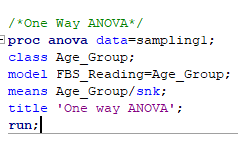 /*One Way ANOVA*/
proc anova data=sampling1;
class Age_Group;
model FBS_Reading=Age_Group;
means Age_Group/snk;
title 'One way ANOVA';
run;